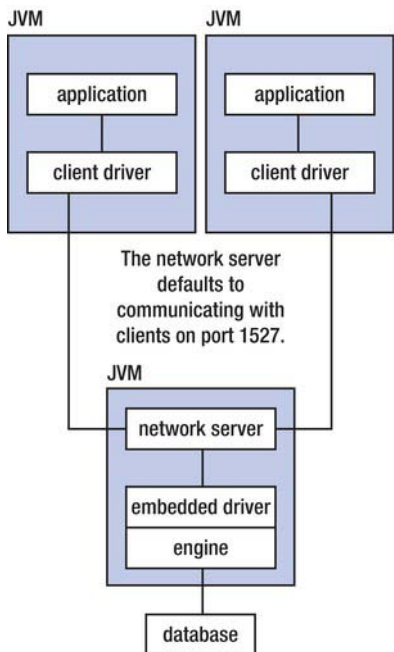 JVM
application
client driver
JVM
application
client driver
The network server
defaults to
communicating with
clients on port 1527.
JVM
network server
embedded driver
engine
database